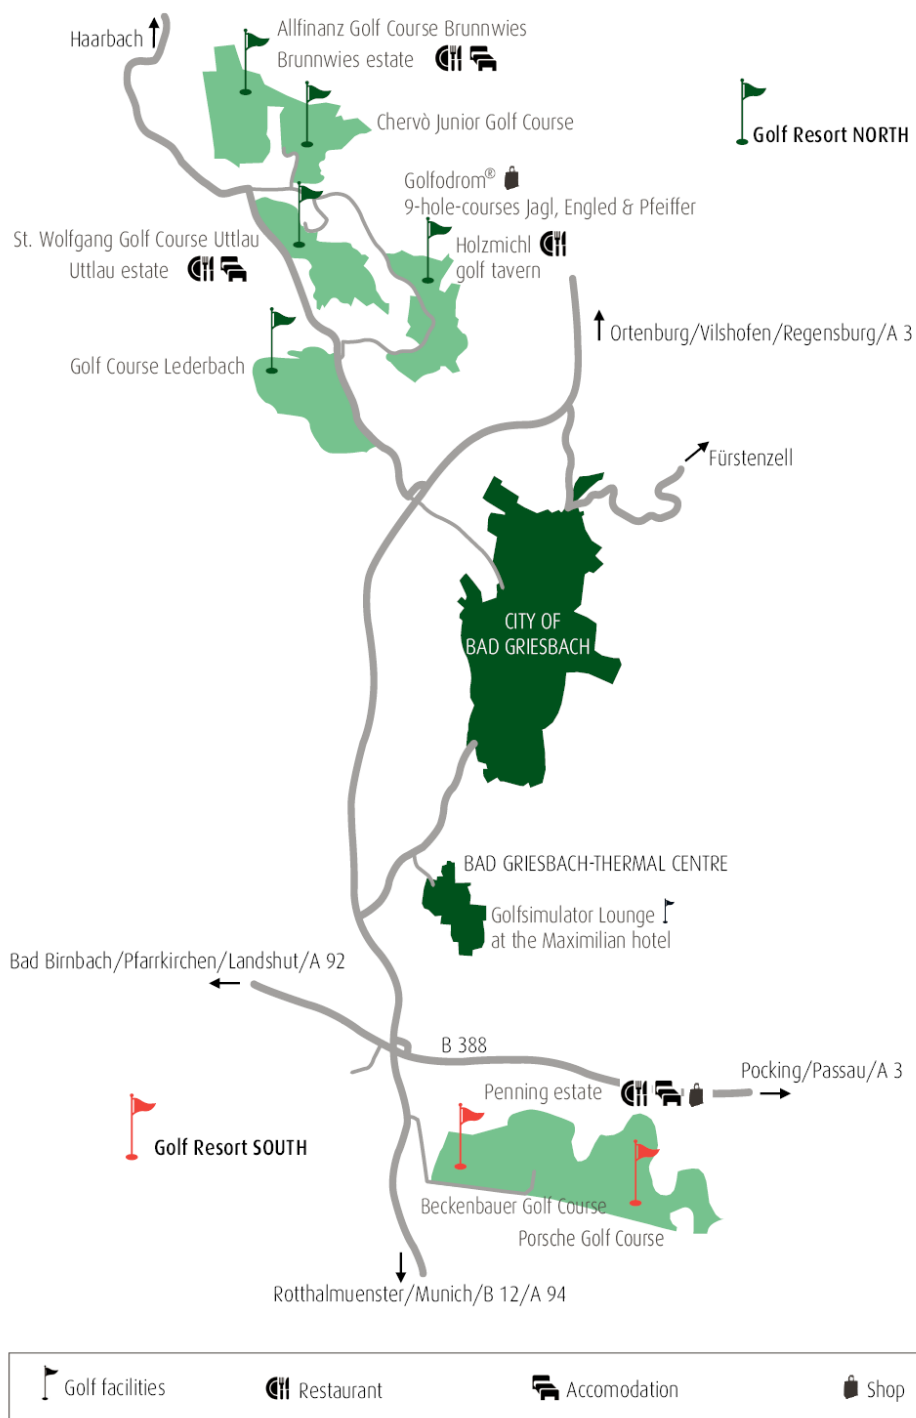 Haarbach
Allfinanz Golf Course Brunnwies
Brunnwies estate
Chervò Junior Golf Course
Golf Resort NORTH
Golfodrom®
9-hole-courses Jagl, Engled & Pfeiffer
St. Wolfgang Golf Course Uttlau
Uttlau estate
Holzmichl
golf tavern
Ortenburg/Vilshofen/Regensburg/A 3
Golf Course Lederbach
Fürstenzell
CITY OF
BAD GRIESBACH
BAD GRIESBACH-THERMAL CENTRE
Golfsimulator Lounge
at the Maximilian hotel
Bad Birnbach/Pfarrkirchen/Landshut/A 92
B 388
Pocking/Passau/A 3
Penning estate
Golf Resort SOUTH
Beckenbauer Golf Course
Porsche Golf Course
Rotthalmuenster/Munich/B 12/A 94
Golf facilities
Restaurant
Accomodation
Shop